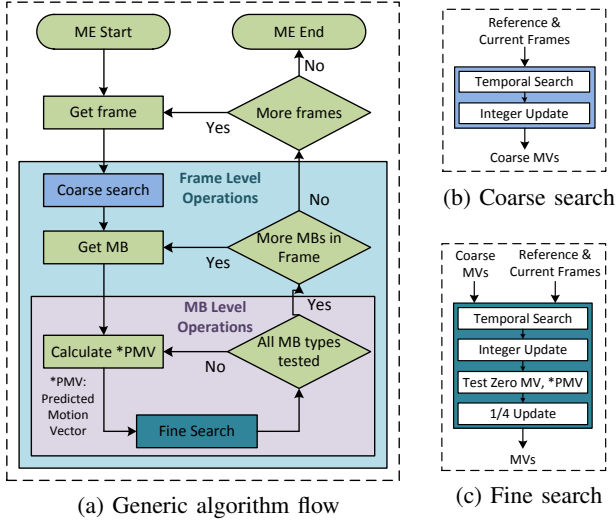 ME Start
ME End
No
Get frame
Yes
More frames
Frame Level
Operations
Coarse search
No
Get MB
Yes
More MBs in
Frame
MB Level
Operations
Yes
Calculate *PMV
No
All MB types
tested
*PMV:
Predicted
Motion
Vector
Fine Search
(a) Generic algorithm flow
Reference &
Current Frames
Temporal Search
Integer Update
Coarse MVs
(b) Coarse search
Coarse
MVs
Reference &
Current Frames
Temporal Search
Integer Update
Test Zero MV, *PMV
1/4 Update
MVs
(c) Fine search